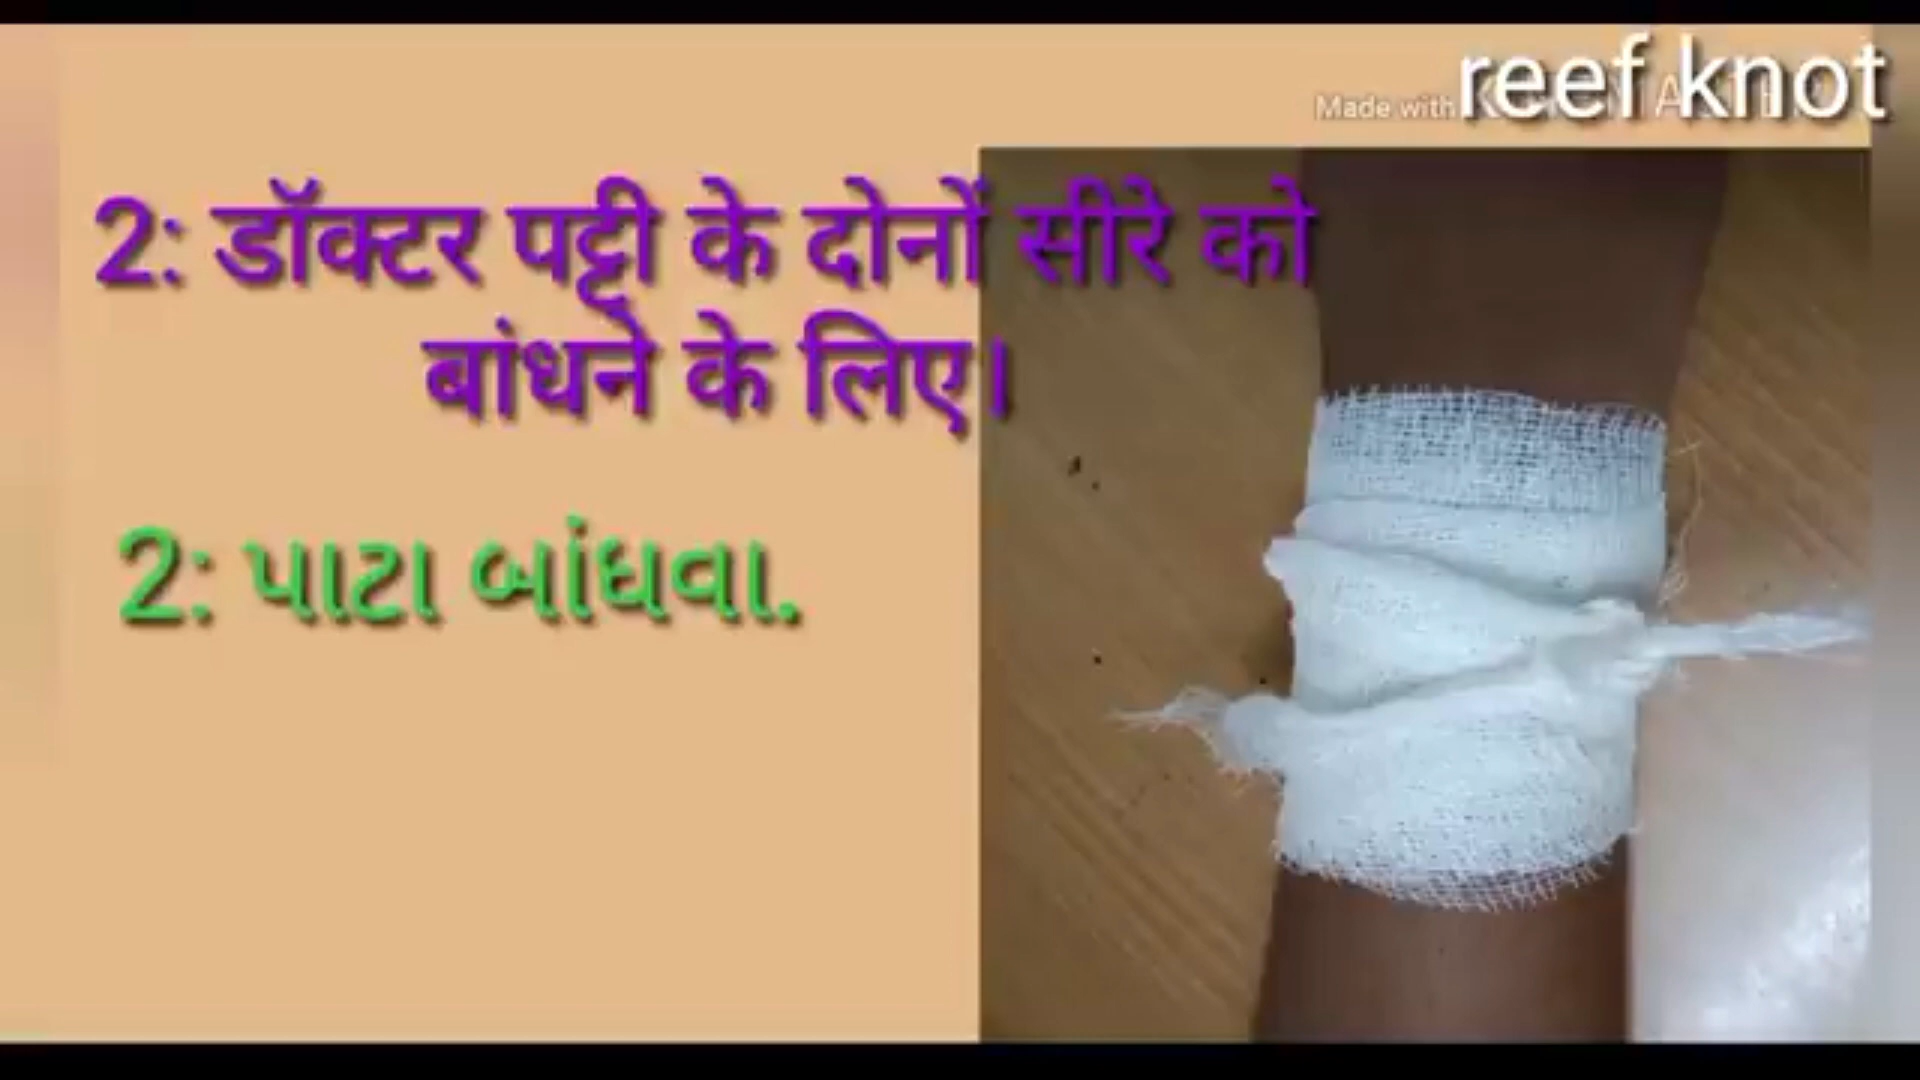 reef knot
Made with
2: डॉक्टर पट्टी के दोनों सीरे को
बांधने के लिए।
2: પાટા બાંધવા.